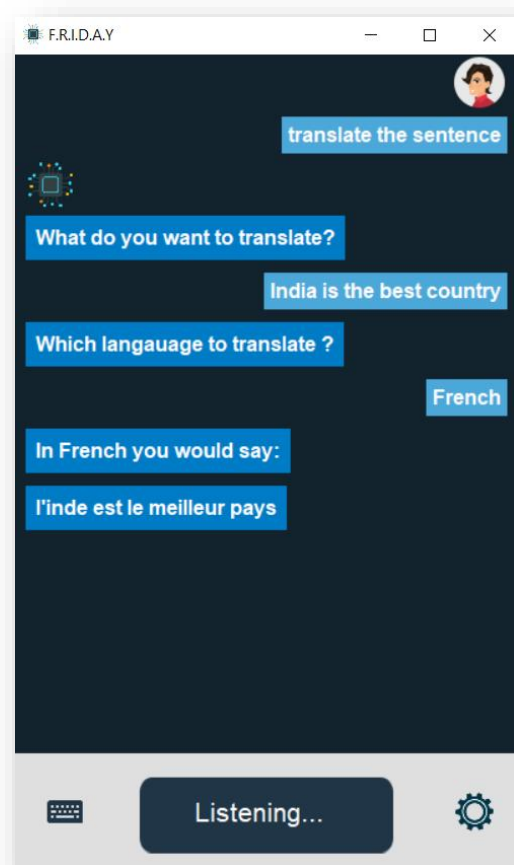 F.R.I.D.A.Y
translate the sentence
What do you want to translate?
India is the best country
Which langauage to translate ?
French
In French you would say:
l'inde est le meilleur pays
Listening...